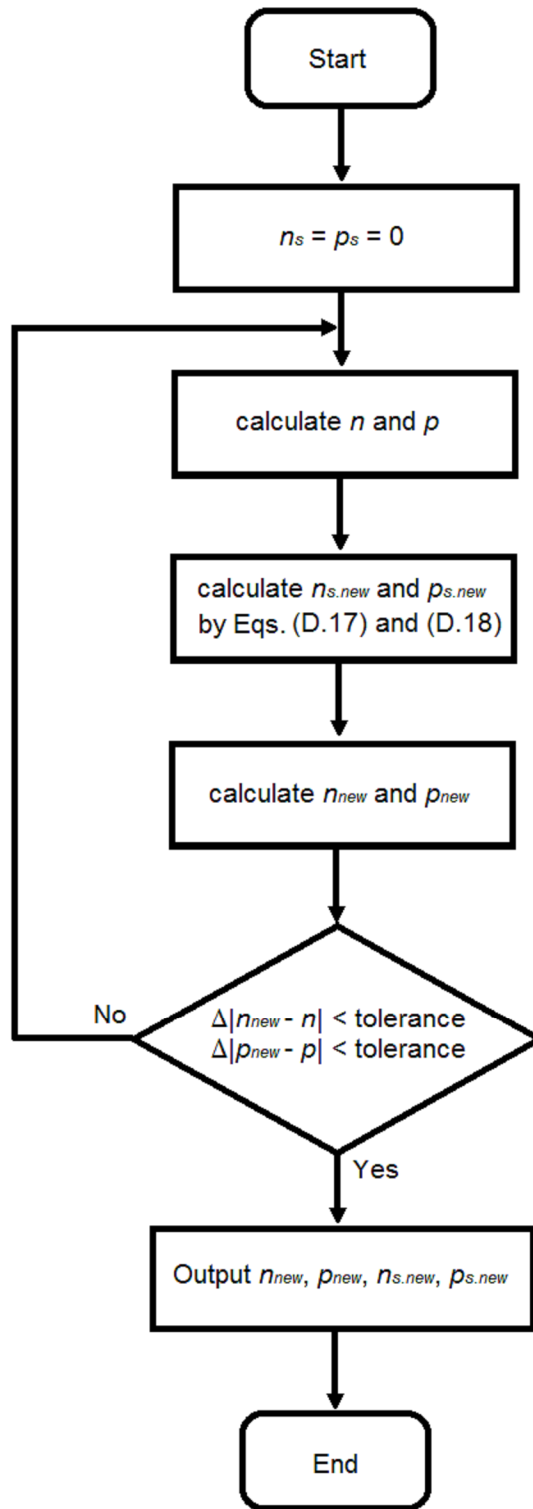 Start
nₛ = pₛ = 0
calculate n and p
calculate nₛ.new and pₛ.new
by Eqs. (D.17) and (D.18)
calculate nnew and pnew
No
Δ|nnew - n| < tolerance
Δ|pnew - p| < tolerance
Yes
Output nnew, pnew, ns.new, ps.new
End